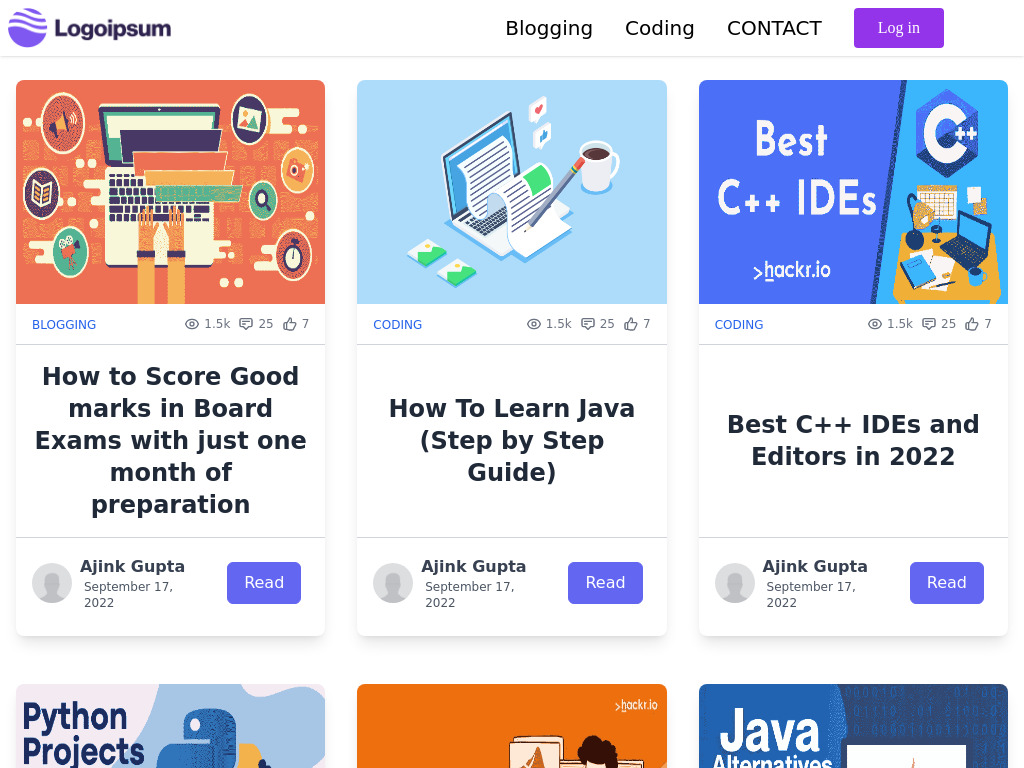 Logoipsum
Blogging Coding CONTACT Log in
Best
C++ IDEs
>hackr.io
C++
BLOGGING 1.5k 25 7
CODING 1.5k 25 7
CODING 1.5k 25 7
How to Score Good
marks in Board
Exams with just one
month of
preparation
How To Learn Java
(Step by Step
Guide)
Best C++ IDEs and
Editors in 2022
Ajink Gupta
September 17,
2022
Read
Ajink Gupta
September 17,
2022
Read
Ajink Gupta
September 17,
2022
Read
Python
Projects
>hackr.io
Java
Alternatives